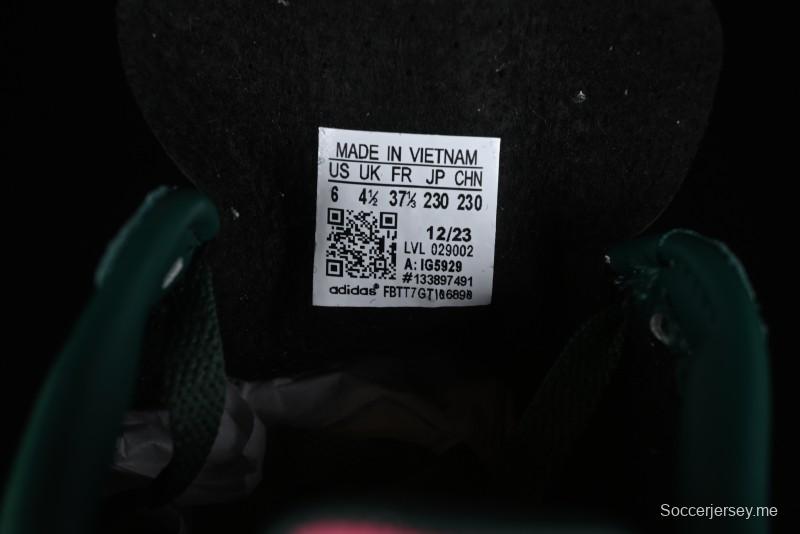 MADE IN VIETNAM
US UK FR JP CHN
6 4½ 37⅓ 230 230
12/23
LVL 029002
A: IG5929
#133897491
adidas®
Soccerjersey.me